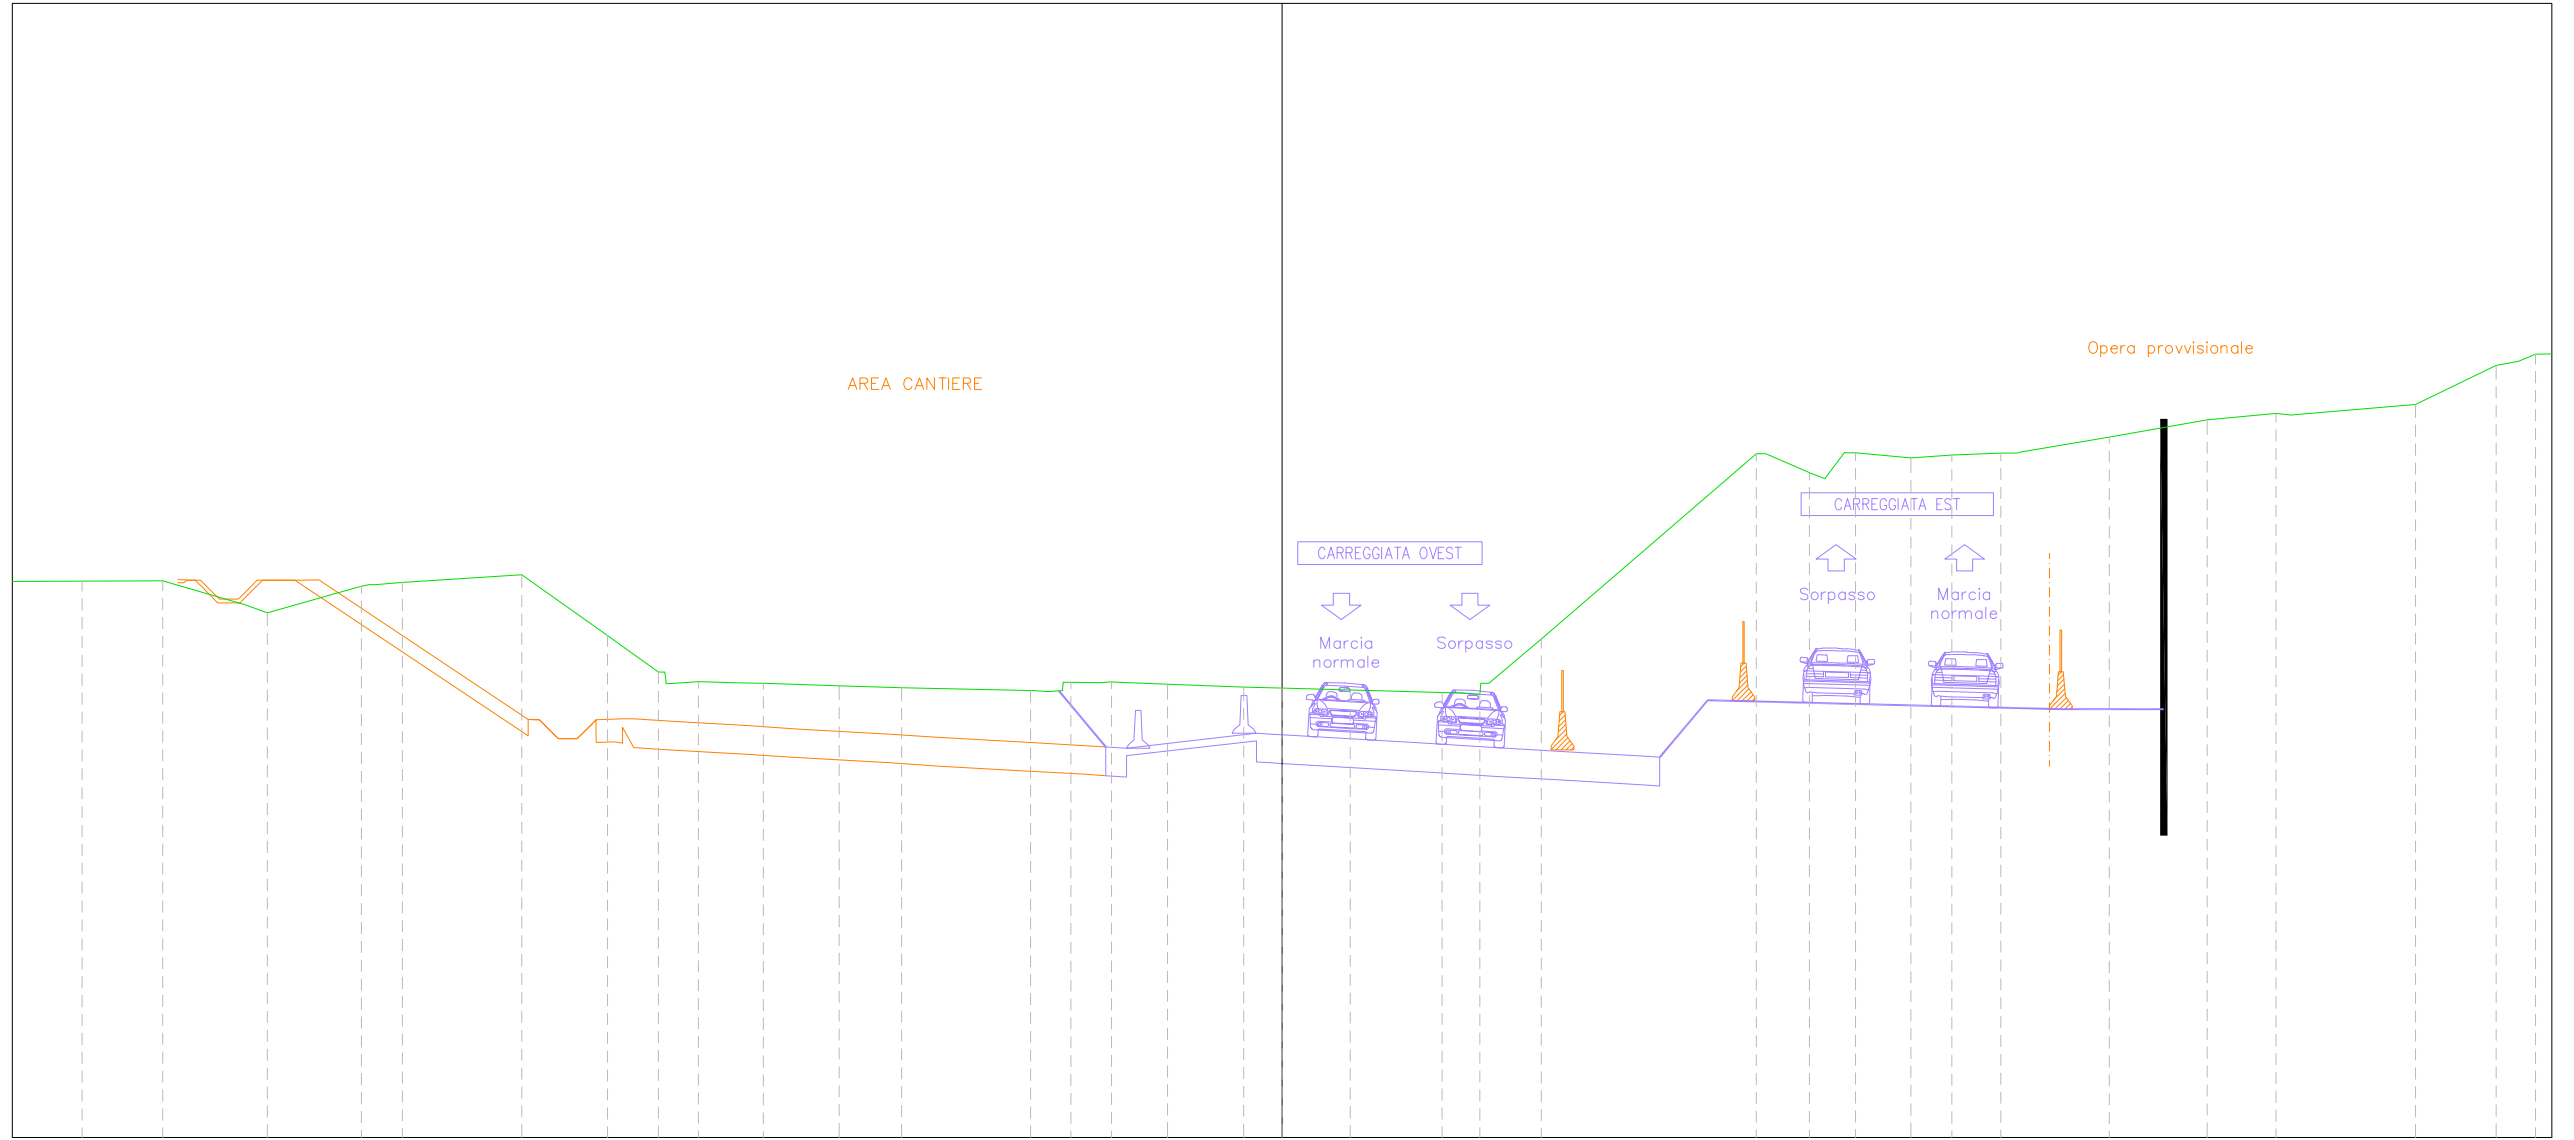 Opera provvisionale
AREA CANTIERE
CARREGGIATA EST
CARREGGIATA OVEST
Sorpasso
Marcia
normale
Marcia
normale
Sorpasso